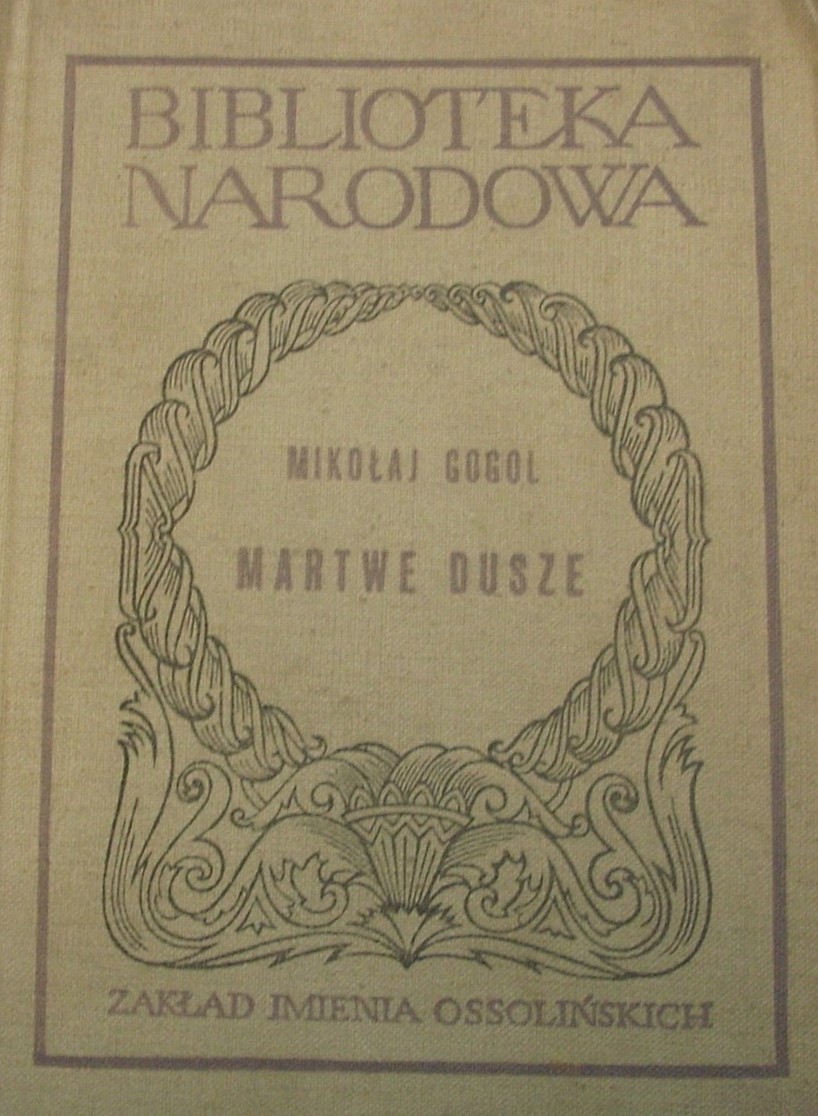 BIBLIOTEKA
NARODOWA
MIKOŁAJ GOGOL
MARTWE DUSZE
ZAKŁAD IMIENIA OSSOLIŃSKICH